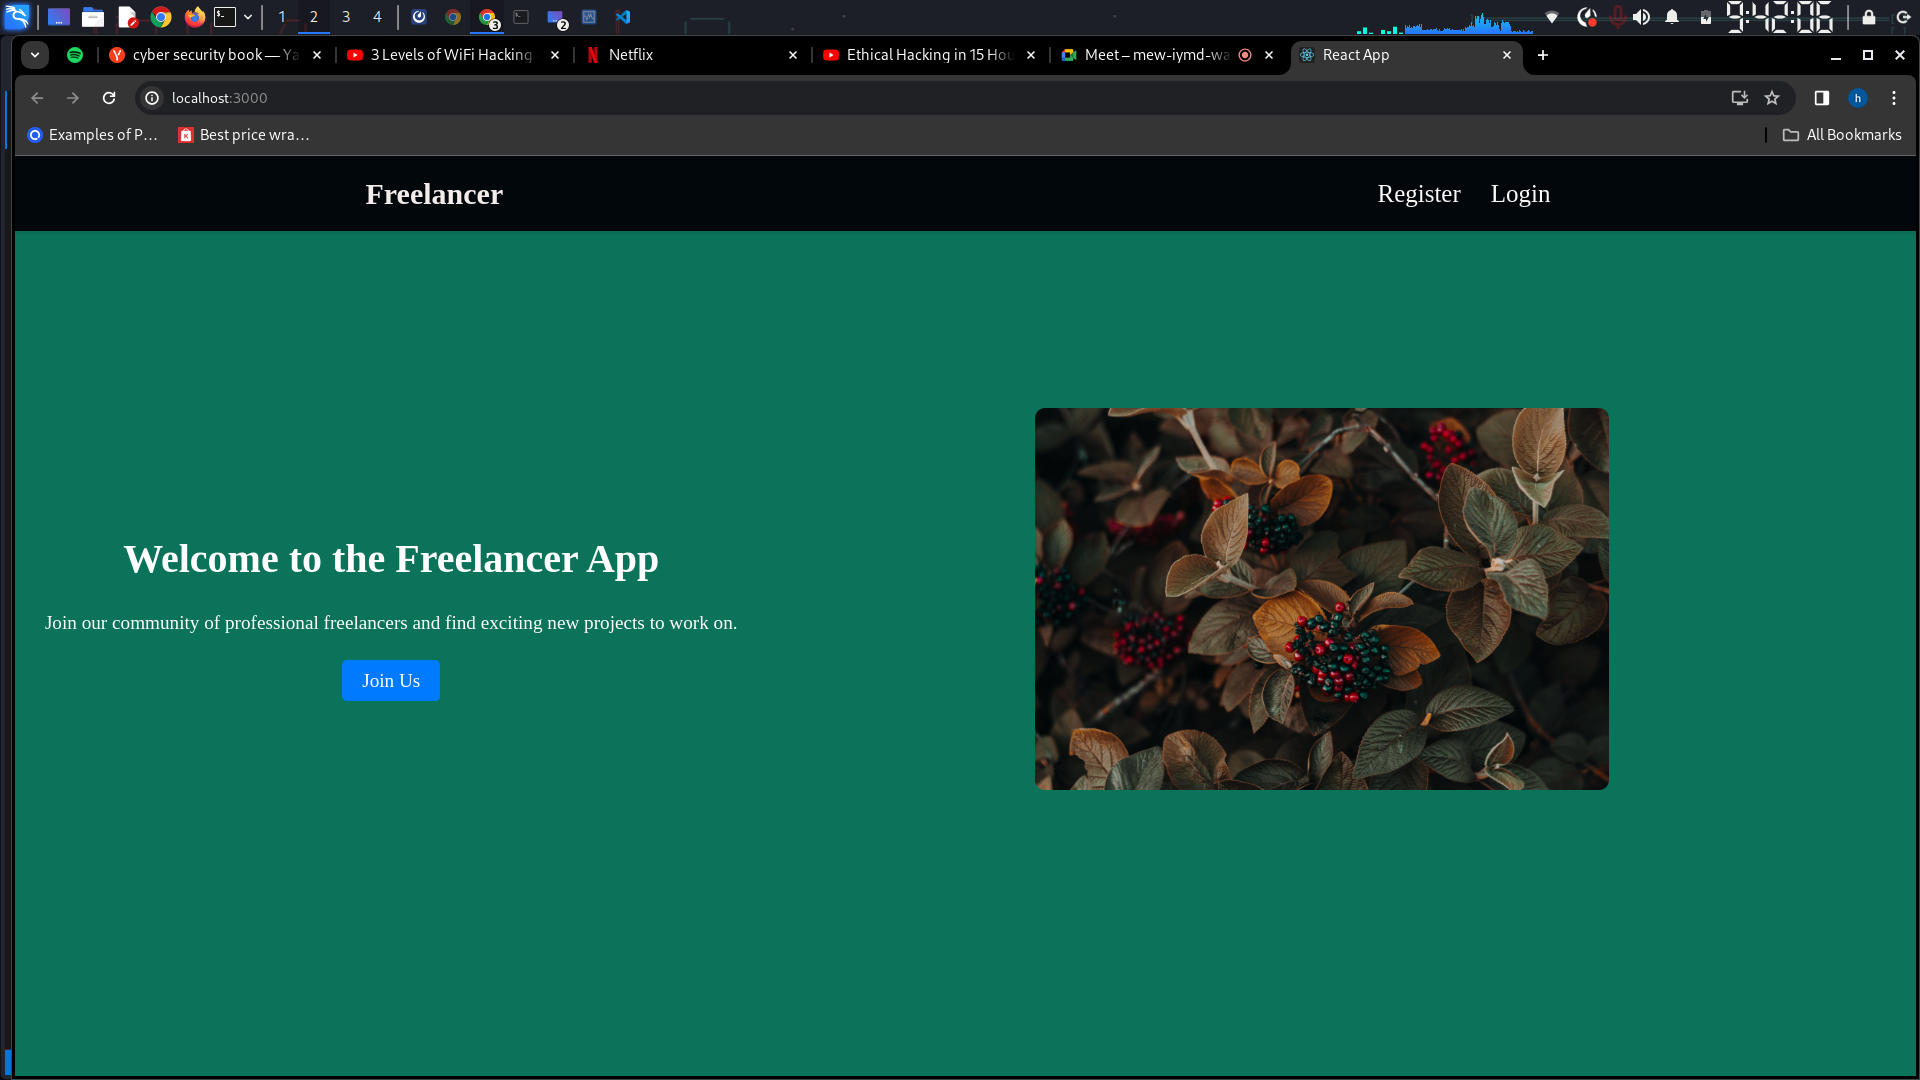 1 2 3 4
3
2
9:42:06
cyber security book — Ya
3 Levels of WiFi Hacking
Netflix
Ethical Hacking in 15 Hou
Meet – mew-iymd-wa
React App
localhost:3000
h
Examples of P...
Best price wra...
All Bookmarks
Freelancer
Register
Login
Welcome to the Freelancer App
Join our community of professional freelancers and find exciting new projects to work on.
Join Us